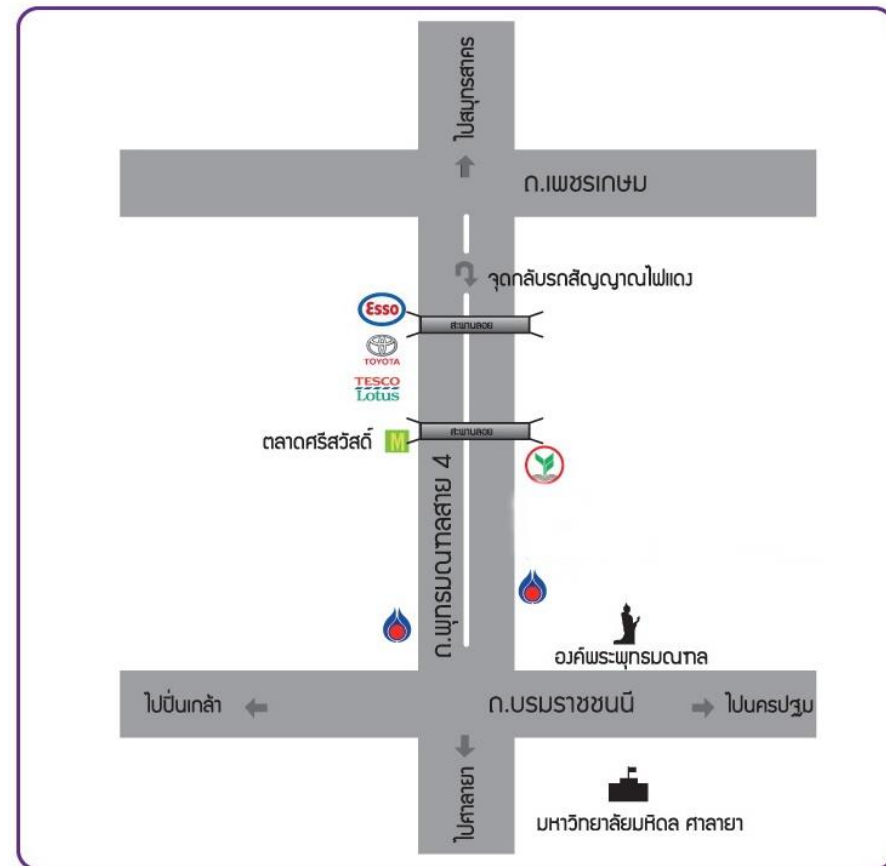 ไปสมุทรสาคร
ถ.เพชรเกษม
จุดกลับรถสัญญาณไฟแดง
Esso
สะพานลอย
TOYOTA
TESCO
Lotus
สะพานลอย
ตลาดศรีสวัสดิ์
M
ถ.พุทธมณฑลสาย 4
องค์พระพุทธมณฑล
ไปปิ่นเกล้า
ถ.บรมราชชนนี
ไปนครปฐม
ไปศาลายา
มหาวิทยาลัยมหิดล ศาลายา